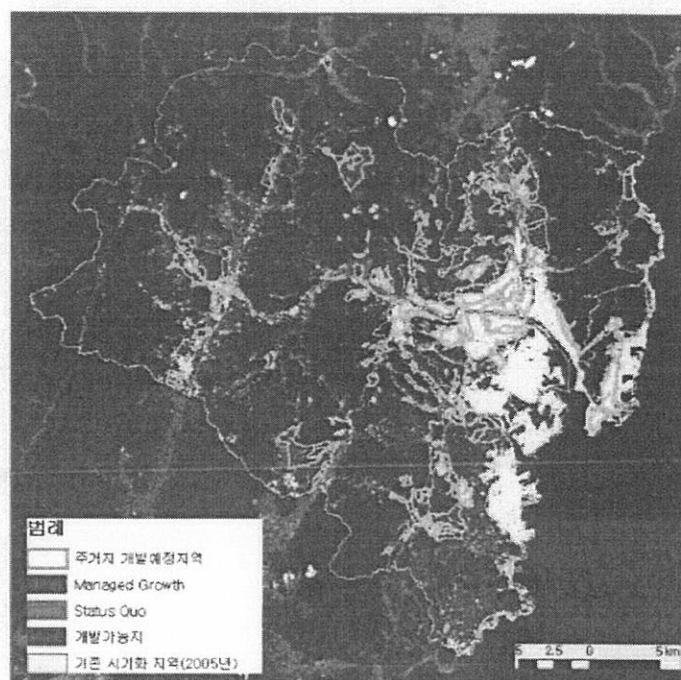 범례
주거지 개발예정지역
Managed Growth
Status Quo
개발가능지
기존 시가화 지역(2005년)
5 2.5 0 5 km